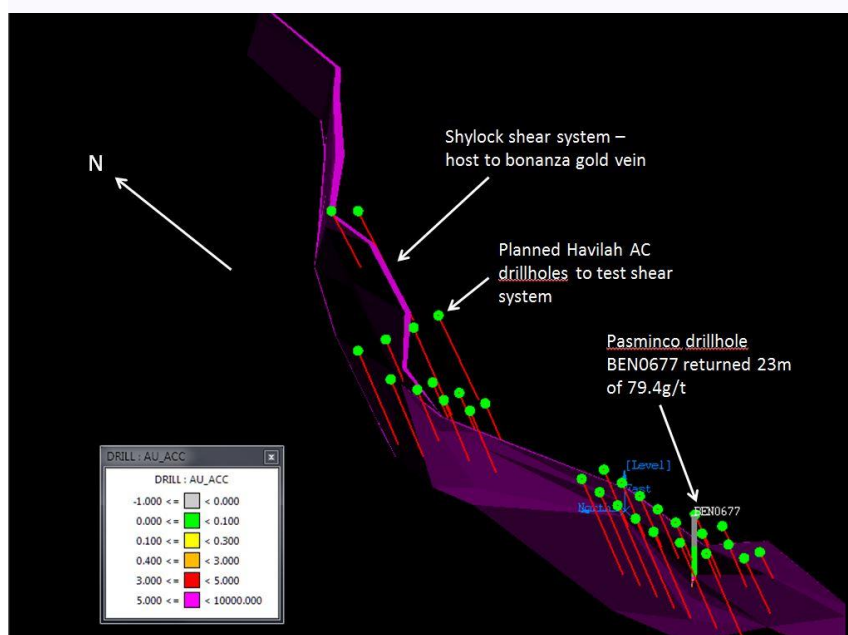 N
Shylock shear system –
host to bonanza gold vein
Planned Havilah AC
drillholes to test shear
system
Pasminco drillhole
BEN0677 returned 23m
of 79.4g/t
[Level]
BEN0677
DRILL : AU_ACC
x
DRILL : AU_ACC
-1.000 <= < 0.000
0.000 <= < 0.100
0.100 <= < 0.300
0.400 <= < 3.000
3.000 <= < 5.000
5.000 <= < 10000.000